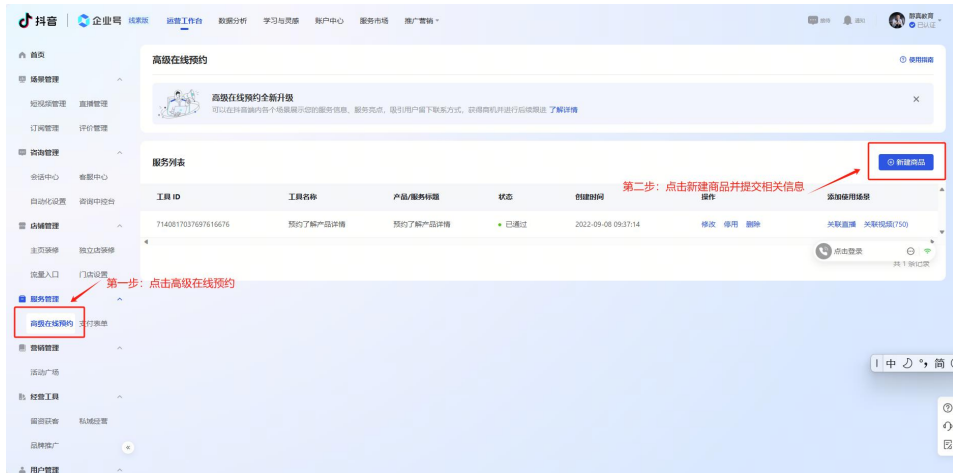 抖音 企业号 线索版 运营工作台 数据分析 学习与灵感 账户中心 服务市场 推广营销
已认证
首页
高级在线预约
使用指南
场景管理
短视频管理 直播管理
高级在线预约全新升级
可以在抖音端内各个场景展示您的服务信息、服务亮点，吸引用户留下联系方式，获得商机并进行后续跟进 了解详情
订阅管理 评价管理
咨询管理
服务列表
新建商品
会话中心 客服中心
第二步：点击新建商品并提交相关信息
自动化设置 咨询中控台
工具 ID 工具名称 产品/服务标题 状态 创建时间 操作 添加使用场景
店铺管理
7140817037697616676 预约了解产品详情 预约了解产品详情 已通过 2022-09-08 09:37:14 修改 停用 删除 关联直播 关联视频(750)
主页装修 独立店装修
点击登录
共 1 条记录
流量入口 门店设置
第一步：点击高级在线预约
服务管理
高级在线预约 支付表单
营销管理
活动广场
中 简
经营工具
留资获客 私域经营
品牌推广
用户管理